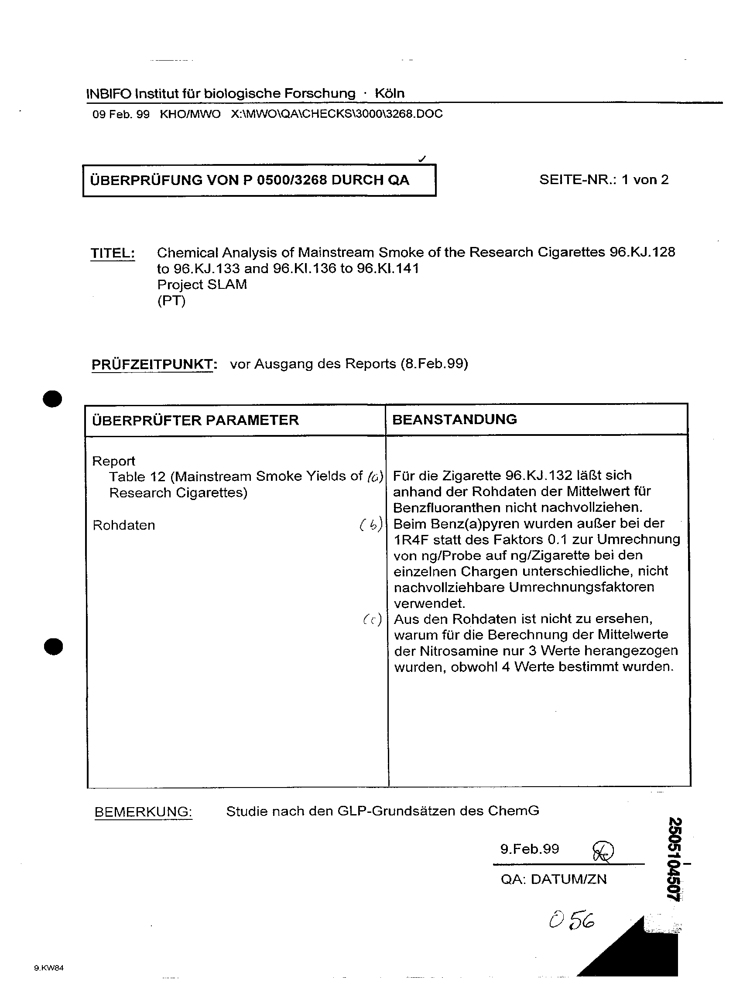 INBIFO Institut für biologische Forschung · Köln
09 Feb. 99 KHO/MWO X:\MWO\QA\CHECKS\3000\3268.DOC
ÜBERPRÜFUNG VON P 0500/3268 DURCH QA
SEITE-NR.: 1 von 2
TITEL: Chemical Analysis of Mainstream Smoke of the Research Cigarettes 96.KJ.128
to 96.KJ.133 and 96.KI.136 to 96.KI.141
Project SLAM
(PT)
PRÜFZEITPUNKT: vor Ausgang des Reports (8.Feb.99)
ÜBERPRÜFTER PARAMETER
BEANSTANDUNG
Report
Table 12 (Mainstream Smoke Yields of (a)
Research Cigarettes)
Für die Zigarette 96.KJ.132 läßt sich
anhand der Rohdaten der Mittelwert für
Benzfluoranthen nicht nachvollziehen.
Rohdaten (b)
Beim Benz(a)pyren wurden außer bei der
1R4F statt des Faktors 0.1 zur Umrechnung
von ng/Probe auf ng/Zigarette bei den
einzelnen Chargen unterschiedliche, nicht
nachvollziehbare Umrechnungsfaktoren
verwendet.
(c)
Aus den Rohdaten ist nicht zu ersehen,
warum für die Berechnung der Mittelwerte
der Nitrosamine nur 3 Werte herangezogen
wurden, obwohl 4 Werte bestimmt wurden.
BEMERKUNG: Studie nach den GLP-Grundsätzen des ChemG
9.Feb.99
QA: DATUM/ZN
056
2505104507
9.KW84